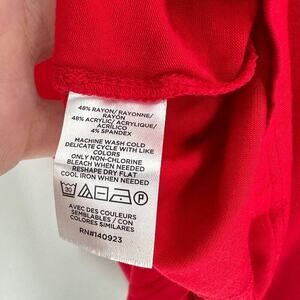 48% RAYON/ RAYONNE/
RAYON
48% ACRYLIC/ ACRYLIQUE/
ACRILICO
4% SPANDEX
MACHINE WASH COLD
DELICATE CYCLE WITH LIKE
COLORS
ONLY NON-CHLORINE
BLEACH WHEN NEEDED
RESHAPE DRY FLAT
COOL IRON WHEN NEEDED
30
P
AVEC DES COULEURS
SEMBLABLES / CON
COLORES SIMILARES
RN#140923